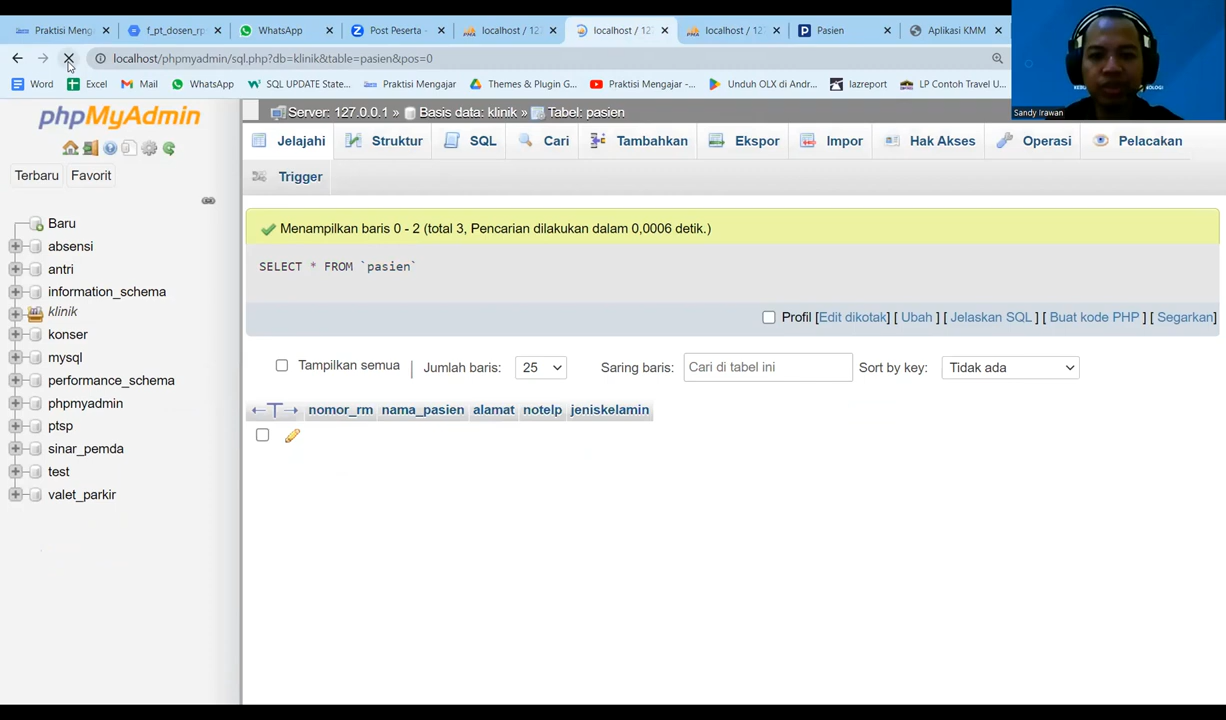 Praktisi Meng
f_pt_dosen_rp
WhatsApp
Post Peserta -
localhost / 127
localhost / 127
localhost / 127
Pasien
Aplikasi KMM
localhost/phpmyadmin/sql.php?db=klinik&table=pasien&pos=0
Word
Excel
Mail
WhatsApp
SQL UPDATE State...
Praktisi Mengajar
Themes & Plugin G...
Praktisi Mengajar -...
Unduh OLX di Andr...
lazreport
LP Contoh Travel U...
Sandy Irawan
phpMyAdmin
Terbaru
Favorit
Baru
absensi
antri
information_schema
klinik
konser
mysql
performance_schema
phpmyadmin
ptsp
sinar_pemda
test
valet_parkir
Server: 127.0.0.1 » Basis data: klinik » Tabel: pasien
Jelajahi
Struktur
SQL
Cari
Tambahkan
Ekspor
Impor
Hak Akses
Operasi
Pelacakan
Trigger
Menampilkan baris 0 - 2 (total 3, Pencarian dilakukan dalam 0,0006 detik.)
SELECT * FROM `pasien`
Profil [Edit dikotak] [ Ubah ] [ Jelaskan SQL ] [ Buat kode PHP ] [ Segarkan]
Tampilkan semua
Jumlah baris:
25
Saring baris:
Cari di tabel ini
Sort by key:
Tidak ada
nomor_rm nama_pasien alamat notelp jeniskelamin